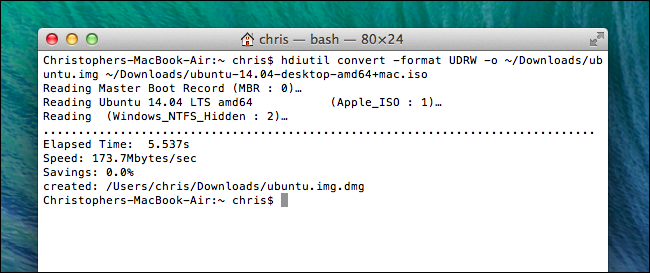 chris — bash — 80×24
Christophers-MacBook-Air:~ chris$ hdiutil convert -format UDRW -o ~/Downloads/ub
untu.img ~/Downloads/ubuntu-14.04-desktop-amd64+mac.iso
Reading Master Boot Record (MBR : 0)…
Reading Ubuntu 14.04 LTS amd64           (Apple_ISO : 1)…
Reading  (Windows_NTFS_Hidden : 2)…
...............................................................................
Elapsed Time:  5.537s
Speed: 173.7Mbytes/sec
Savings: 0.0%
created: /Users/chris/Downloads/ubuntu.img.dmg
Christophers-MacBook-Air:~ chris$